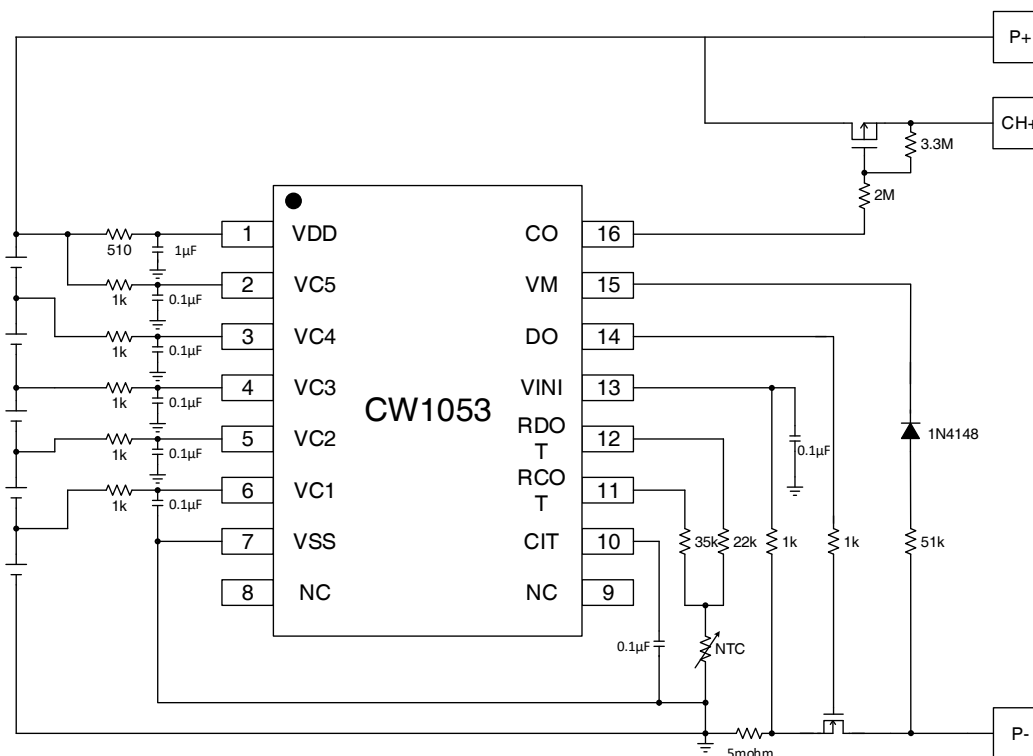 P+
CH+
3.3M
2M
1 VDD CO 16
510 1µF
2 VC5 VM 15
1k 0.1µF
3 VC4 DO 14
1k 0.1µF
4 VC3 VINI 13
1k 0.1µF
CW1053
5 VC2 RDO
T 12
1k 0.1µF
0.1µF
1N4148
6 VC1 RCO
T 11
1k 0.1µF
7 VSS CIT 10
35k 22k 1k 1k 51k
8 NC NC 9
0.1µF NTC
5mohm
P-